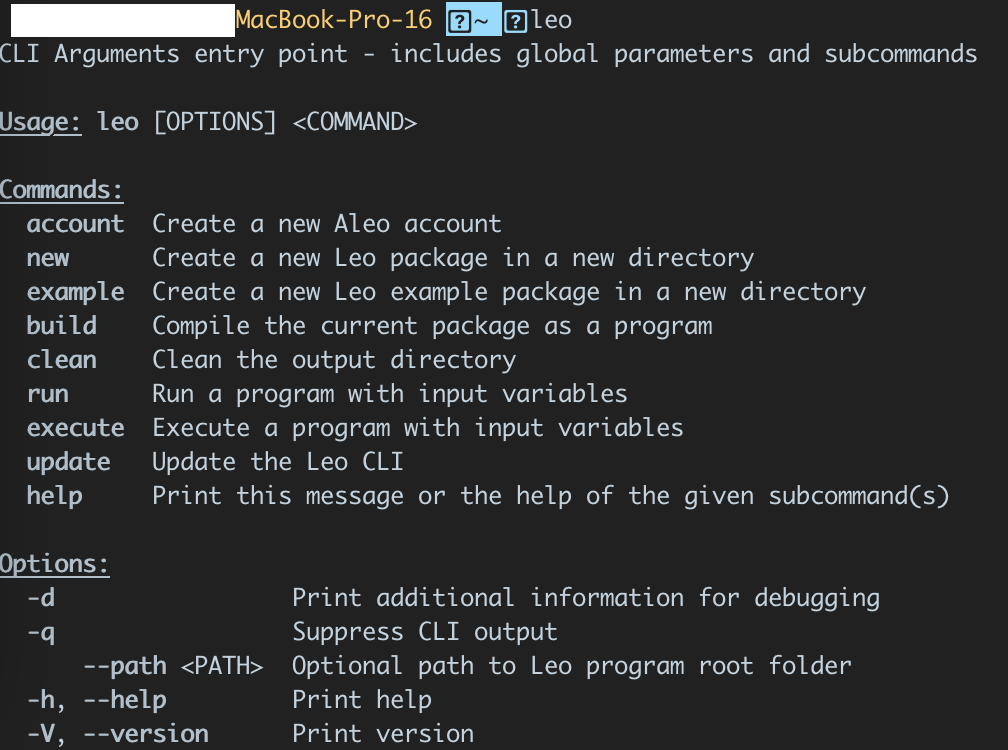 MacBook-Pro-16 ~ leo
CLI Arguments entry point - includes global parameters and subcommands
Usage: leo [OPTIONS] <COMMAND>
Commands:
account Create a new Aleo account
new Create a new Leo package in a new directory
example Create a new Leo example package in a new directory
build Compile the current package as a program
clean Clean the output directory
run Run a program with input variables
execute Execute a program with input variables
update Update the Leo CLI
help Print this message or the help of the given subcommand(s)
Options:
-d Print additional information for debugging
-q Suppress CLI output
--path <PATH> Optional path to Leo program root folder
-h, --help Print help
-V, --version Print version